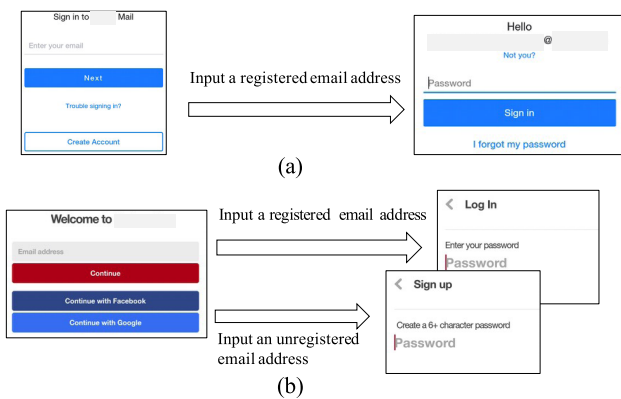 Sign in to Mail
Enter your email
Next
Trouble signing in?
Create Account
Input a registered email address
Hello
@
Not you?
Password
Sign in
I forgot my password
(a)
Welcome to
Email address
Continue
Continue with Facebook
Continue with Google
Input a registered email address
Input an unregistered
email address
Log In
Enter your password
Password
Sign up
Create a 6+ character password
Password
(b)